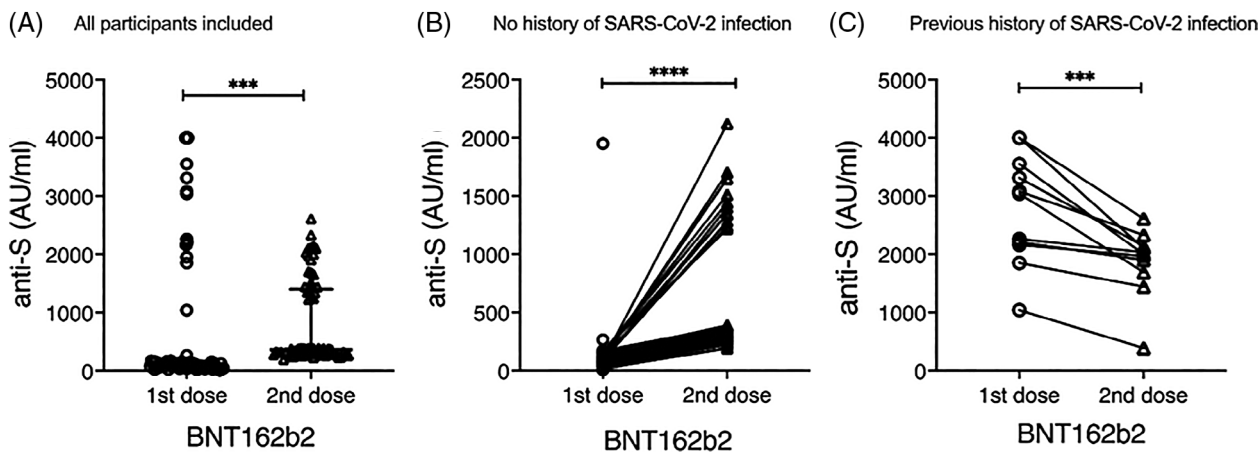 (A) All participants included
***
5000
4000
3000
2000
1000
0
anti-S (AU/ml)
1st dose 2nd dose
BNT162b2
(B) No history of SARS-CoV-2 infection
****
2500
2000
1500
1000
500
0
anti-S (AU/ml)
1st dose 2nd dose
BNT162b2
(C) Previous history of SARS-CoV-2 infection
***
5000
4000
3000
2000
1000
0
anti-S (AU/ml)
1st dose 2nd dose
BNT162b2